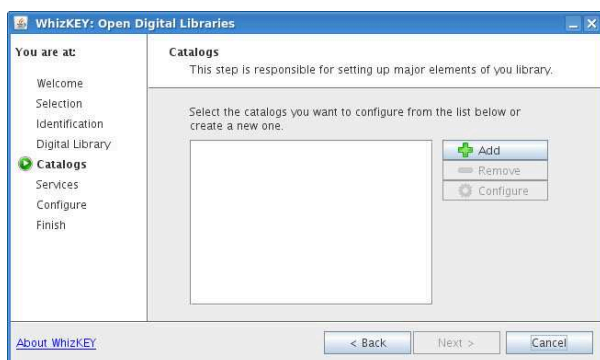 WhizKEY: Open Digital Libraries
You are at:
Welcome
Selection
Identification
Digital Library
Catalogs
Services
Configure
Finish
Catalogs
This step is responsible for setting up major elements of you library.
Select the catalogs you want to configure from the list below or
create a new one.
Add
Remove
Configure
About WhizKEY
< Back
Next >
Cancel